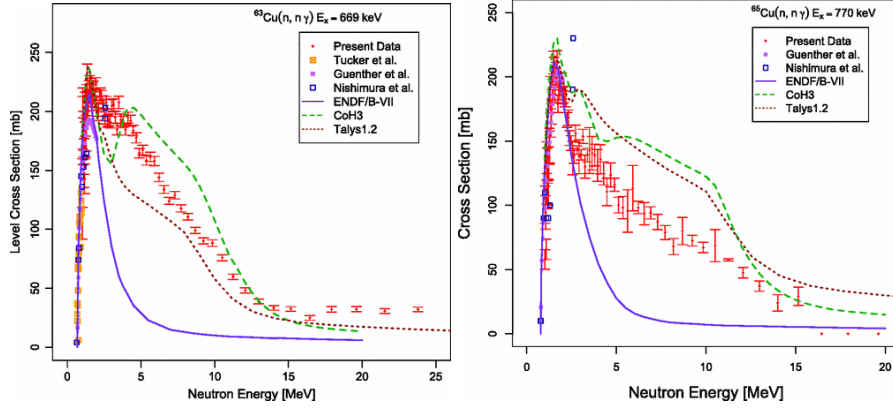 ⁶³Cu(n, n γ) Eₓ = 669 keV
Present Data
Tucker et al.
Guenther et al.
Nishimura et al.
ENDF/B-VII
CoH3
Talys1.2
Level Cross Section [mb]
0
50
100
150
200
250
0
5
10
15
20
25
Neutron Energy [MeV]
⁶⁵Cu(n, n γ) Eₓ = 770 keV
Present Data
Guenther et al.
Nishimura et al.
ENDF/B-VII
CoH3
Talys1.2
Cross Section [mb]
0
50
100
150
200
250
0
5
10
15
20
Neutron Energy [MeV]